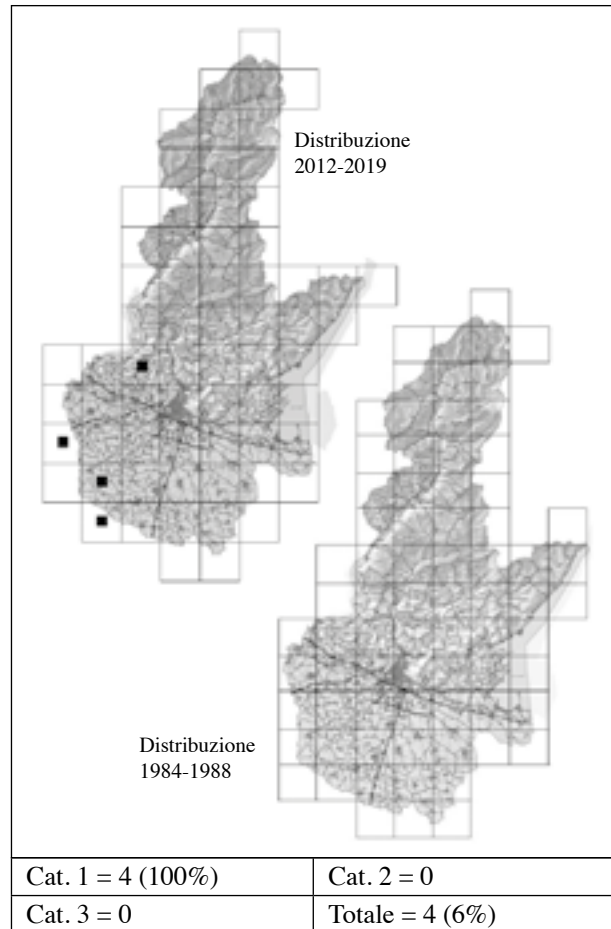 Distribuzione
2012-2019
Distribuzione
1984-1988
Cat. 1 = 4 (100%)
Cat. 2 = 0
Cat. 3 = 0
Totale = 4 (6%)